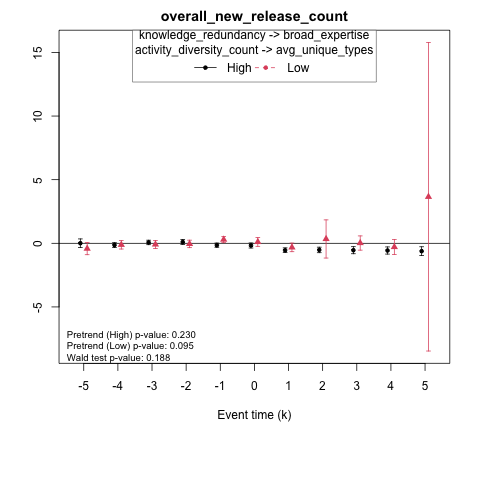 overall_new_release_count
knowledge_redundancy -> broad_expertise
activity_diversity_count -> avg_unique_types
High Low
15
10
5
0
-5
Pretrend (High) p-value: 0.230
Pretrend (Low) p-value: 0.095
Wald test p-value: 0.188
-5 -4 -3 -2 -1 0 1 2 3 4 5
Event time (k)